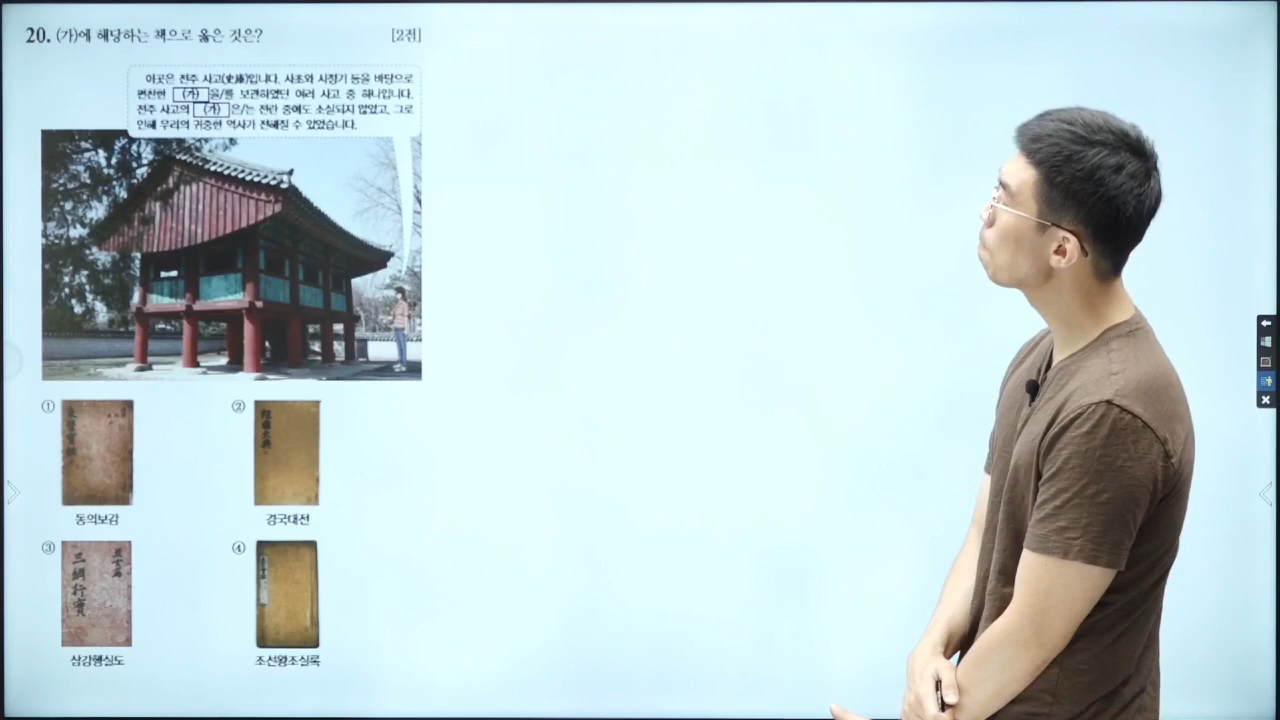 20. (가)에 해당하는 책으로 옳은 것은? [2점]
이곳은 전주 사고(史庫)입니다. 사초와 시정기 등을 바탕으로
편찬한 (가) 을/를 보관하였던 여러 사고 중 하나입니다.
전주 사고의 (가) 은/는 전란 중에도 소실되지 않았고, 그로
인해 우리의 귀중한 역사가 전해질 수 있었습니다.
① ②
동의보감 경국대전
③ ④
三綱行實
삼강행실도 조선왕조실록